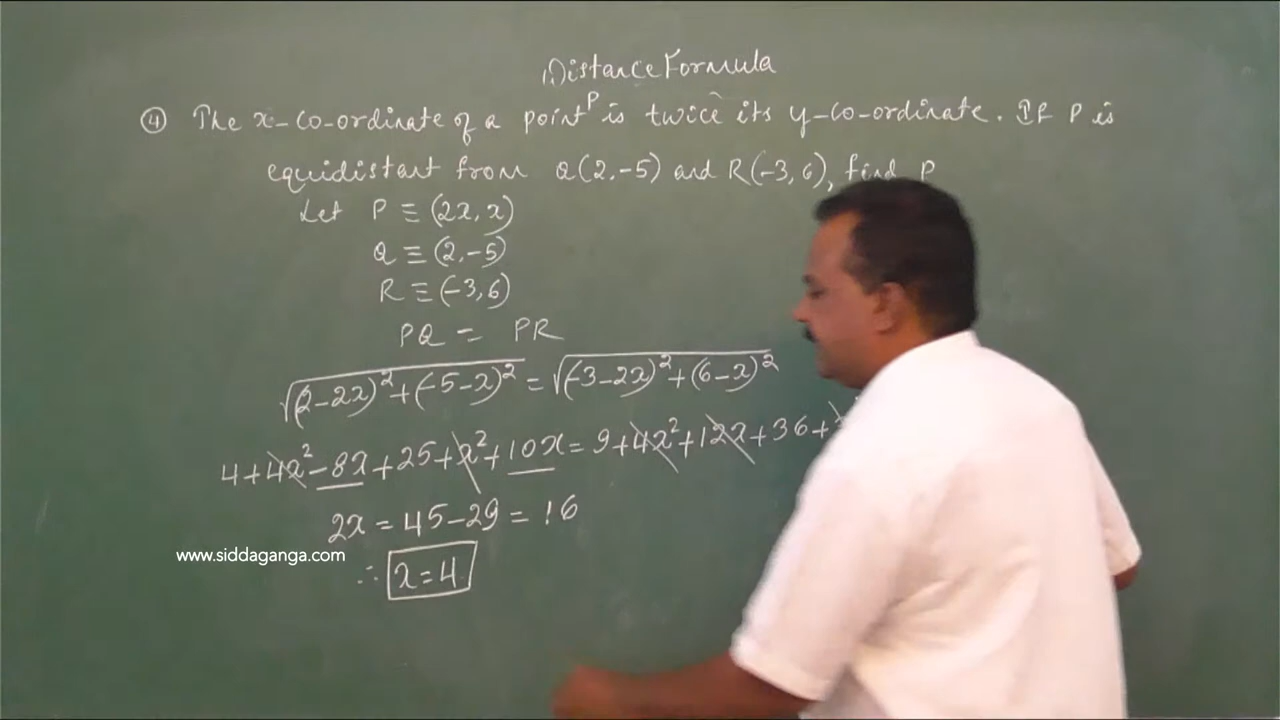 Distance Formula
④ The x-co-ordinate of a point P is twice its y-co-ordinate. If P is
equidistant from Q(2,-5) and R(-3,6), find P
Let P ≡ (2x, x)
Q ≡ (2,-5)
R ≡ (-3,6)
PQ = PR
√(2-2x)²+(-5-x)² = √(-3-2x)²+(6-x)²
4+4x²-8x+25+x²+10x = 9+4x²+12x+36+
2x = 45-29 = 16
www.siddaganga.com
∴ x=4